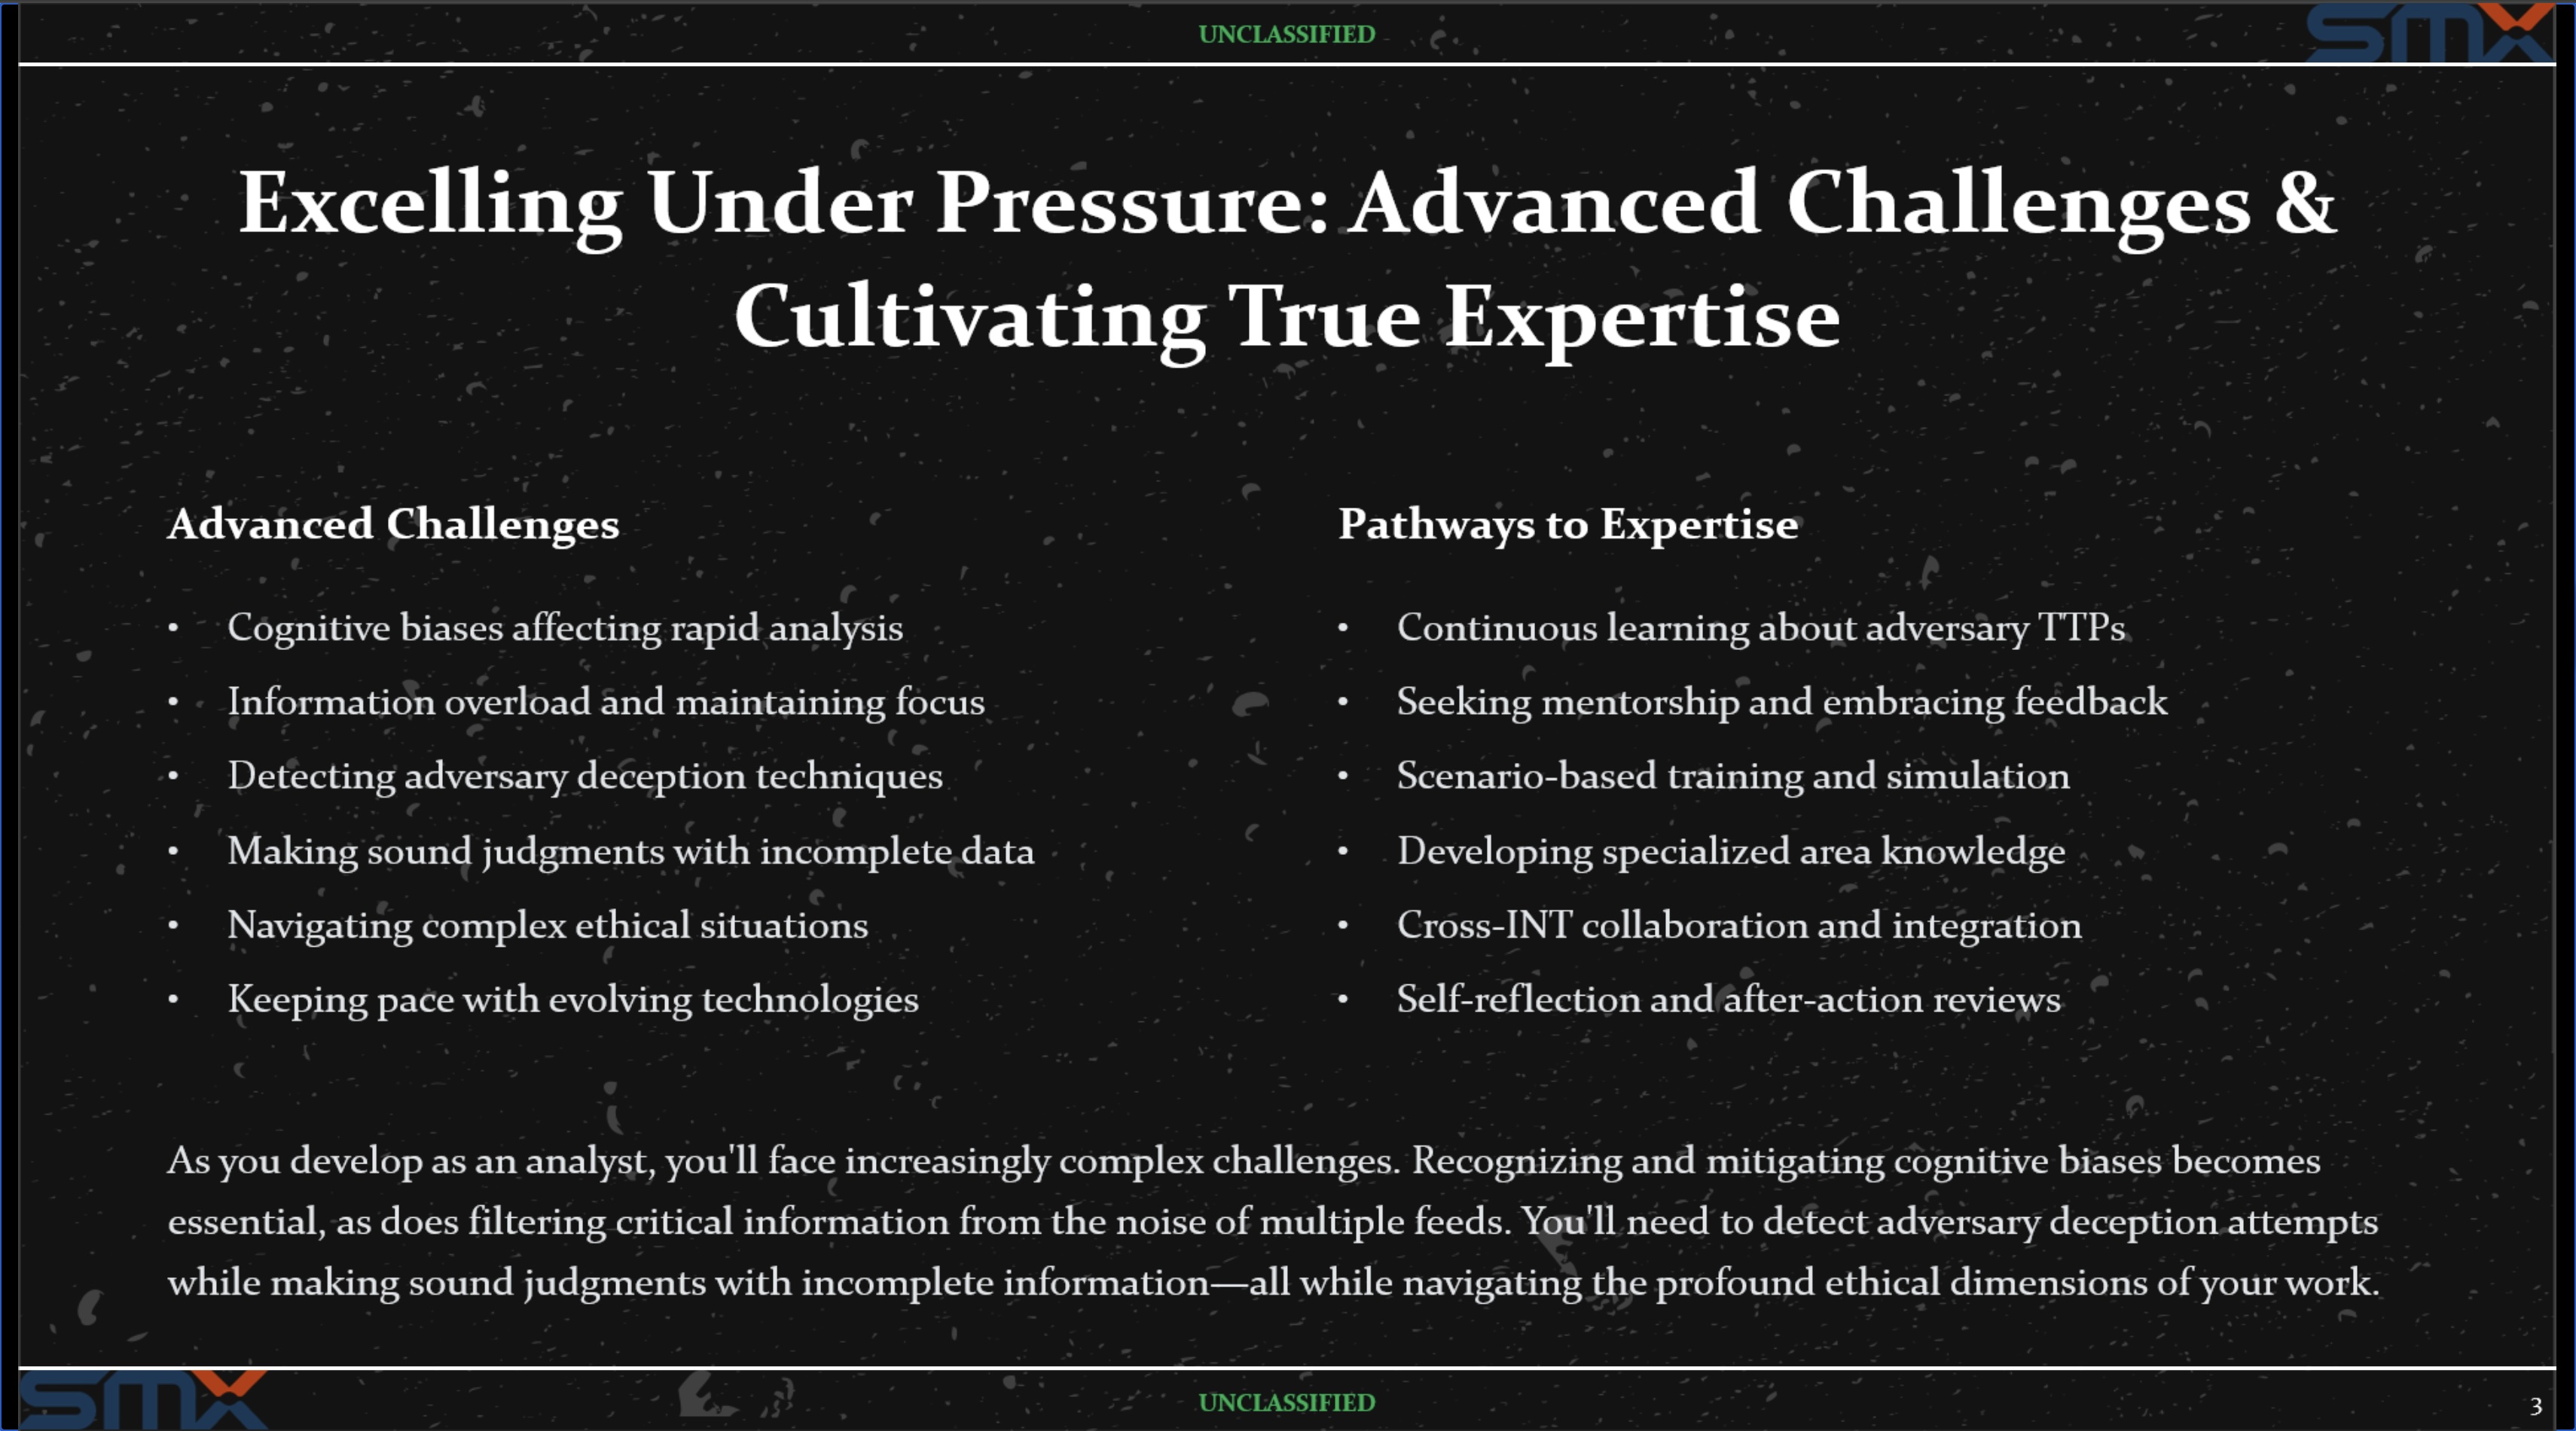 UNCLASSIFIED
SMX
Excelling Under Pressure: Advanced Challenges &
Cultivating True Expertise
Advanced Challenges
• Cognitive biases affecting rapid analysis
• Information overload and maintaining focus
• Detecting adversary deception techniques
• Making sound judgments with incomplete data
• Navigating complex ethical situations
• Keeping pace with evolving technologies
Pathways to Expertise
• Continuous learning about adversary TTPs
• Seeking mentorship and embracing feedback
• Scenario-based training and simulation
• Developing specialized area knowledge
• Cross-INT collaboration and integration
• Self-reflection and after-action reviews
As you develop as an analyst, you'll face increasingly complex challenges. Recognizing and mitigating cognitive biases becomes
essential, as does filtering critical information from the noise of multiple feeds. You'll need to detect adversary deception attempts
while making sound judgments with incomplete information—all while navigating the profound ethical dimensions of your work.
SMX
UNCLASSIFIED
3